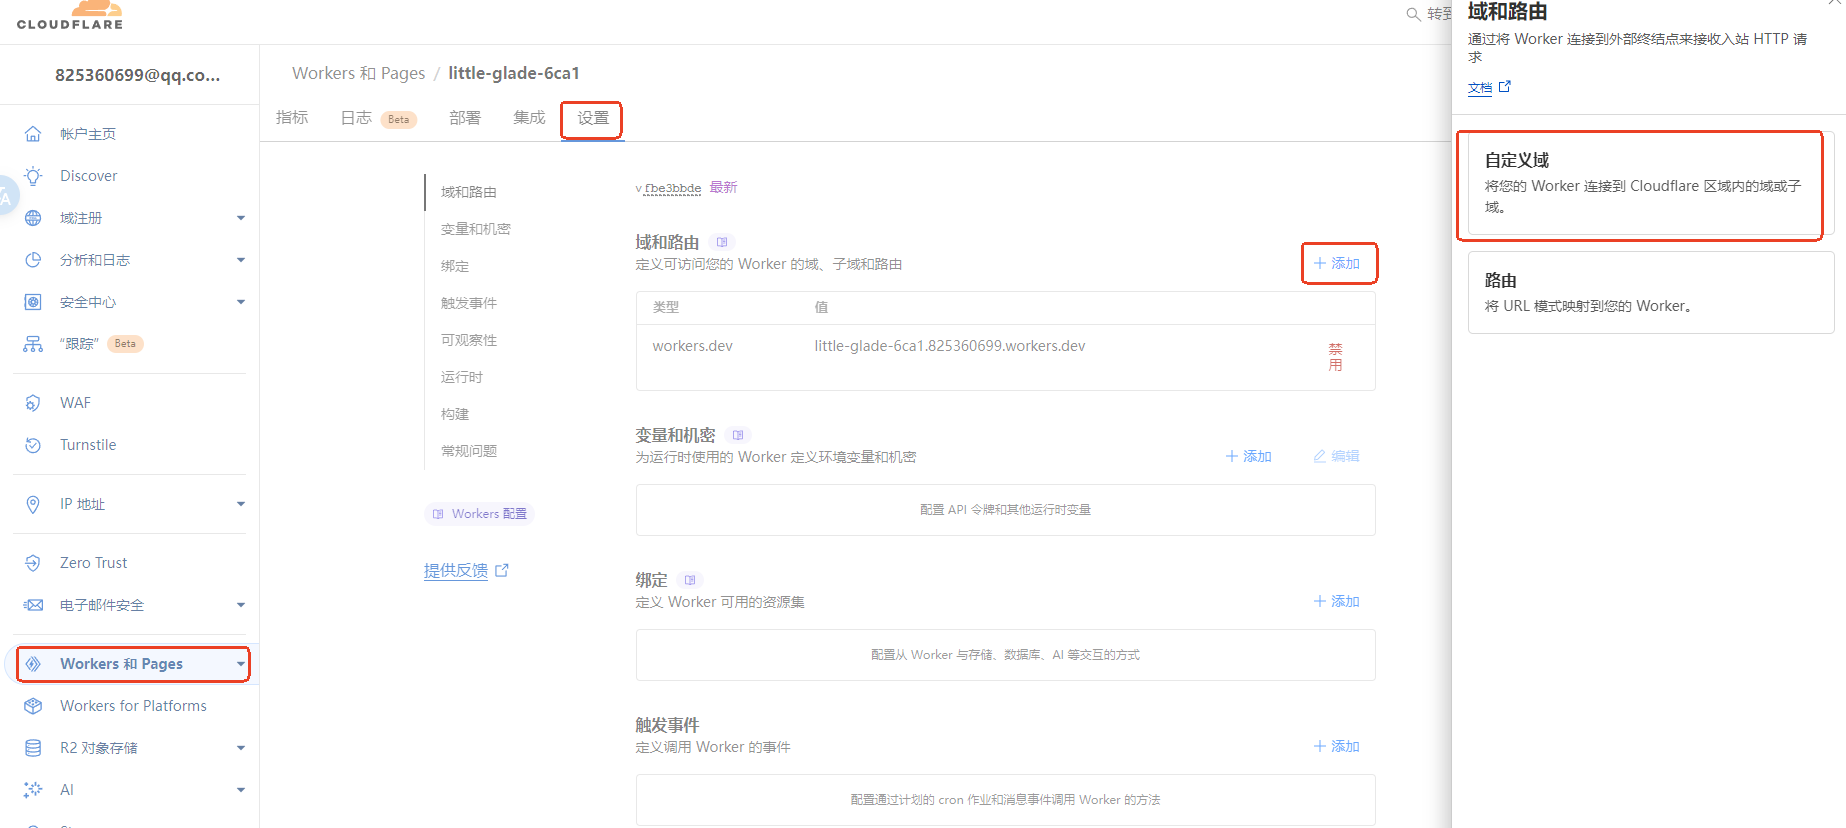 CLOUDFLARE
转到
825360699@qq.co...
帐户主页
Discover
域注册
分析和日志
安全中心
“跟踪” Beta
WAF
Turnstile
IP 地址
Zero Trust
电子邮件安全
Workers 和 Pages
Workers for Platforms
R2 对象存储
AI
Workers 和 Pages / little-glade-6ca1
指标 日志 Beta 部署 集成 设置
域和路由
变量和机密
绑定
触发事件
可观察性
运行时
构建
常规问题
Workers 配置
提供反馈
v fbe3bbde 最新
域和路由
定义可访问您的 Worker 的域、子域和路由
+ 添加
类型 值
workers.dev little-glade-6ca1.825360699.workers.dev 禁用
变量和机密
为运行时使用的 Worker 定义环境变量和机密
+ 添加 编辑
配置 API 令牌和其他运行时变量
绑定
定义 Worker 可用的资源集
+ 添加
配置从 Worker 与存储、数据库、AI 等交互的方式
触发事件
定义调用 Worker 的事件
+ 添加
配置通过计划的 cron 作业和消息事件调用 Worker 的方法
域和路由
通过将 Worker 连接到外部终结点来接收入站 HTTP 请
求
文档
自定义域
将您的 Worker 连接到 Cloudflare 区域内的域或子
域。
路由
将 URL 模式映射到您的 Worker。